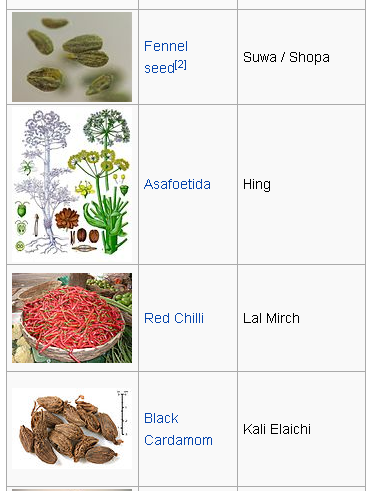 Fennel
seed[2]
Suwa / Shopa
Asafoetida
Hing
Red Chilli
Lal Mirch
Black
Cardamom
Kali Elaichi